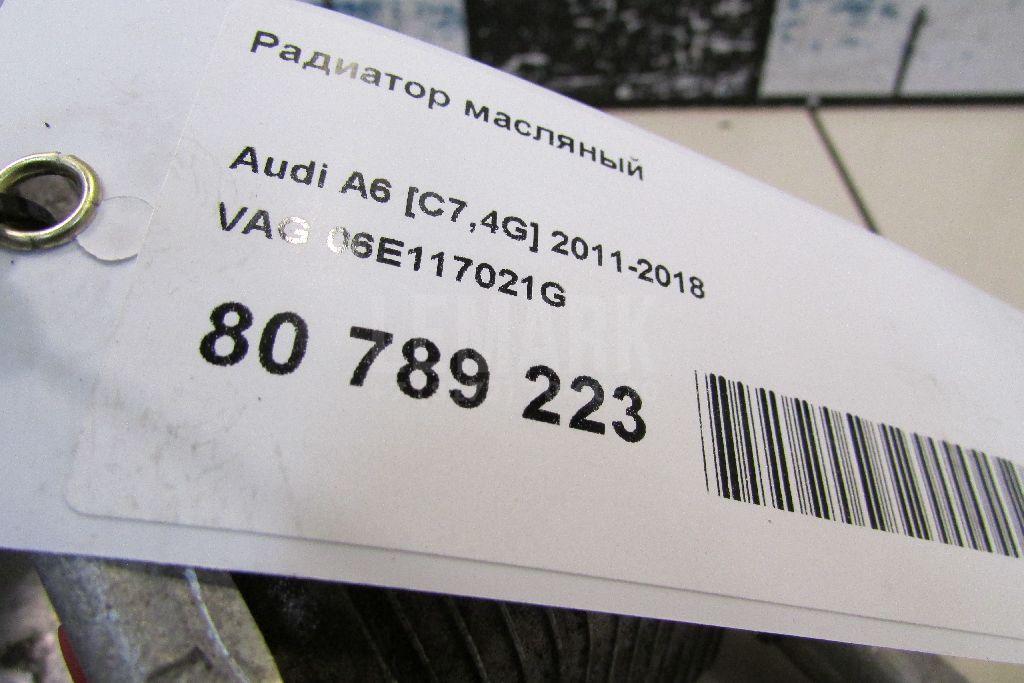 Радиатор масляный
Audi A6 [C7,4G] 2011-2018
VAG 06E117021G
80 789 223